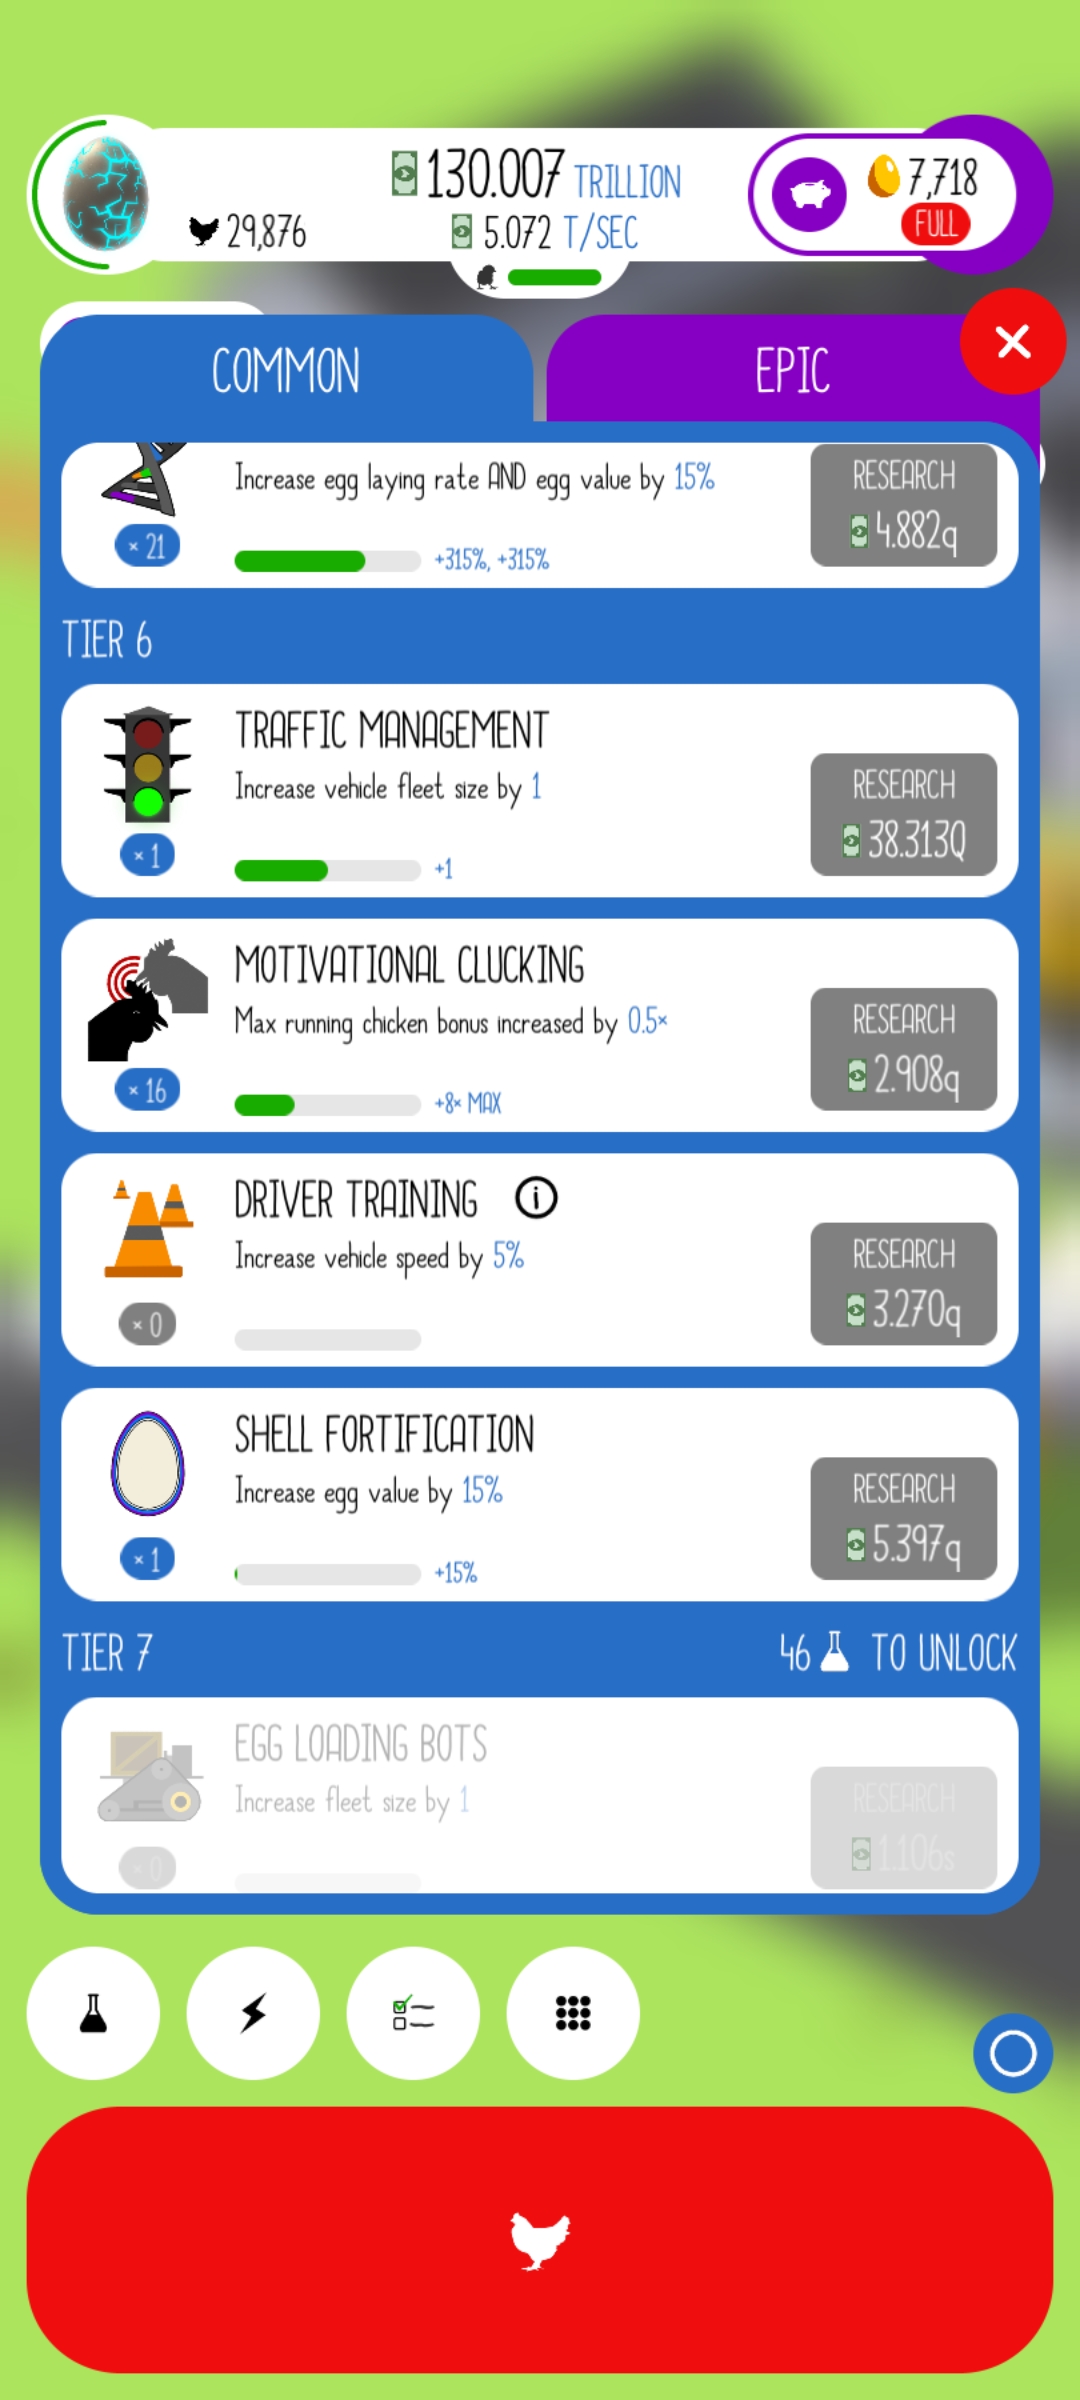 130.007 TRILLION
29,876
5.072 T/SEC
7,718
FULL
COMMON
EPIC
Increase egg laying rate AND egg value by 15%
× 21
+315%, +315%
RESEARCH
4.882q
TIER 6
TRAFFIC MANAGEMENT
Increase vehicle fleet size by 1
× 1
+1
RESEARCH
38.313Q
MOTIVATIONAL CLUCKING
Max running chicken bonus increased by 0.5×
× 16
+8× MAX
RESEARCH
2.908q
DRIVER TRAINING i
Increase vehicle speed by 5%
× 0
RESEARCH
3.270q
SHELL FORTIFICATION
Increase egg value by 15%
× 1
+15%
RESEARCH
5.397q
TIER 7
46 TO UNLOCK
EGG LOADING BOTS
Increase fleet size by 1
× 0
RESEARCH
1.106s